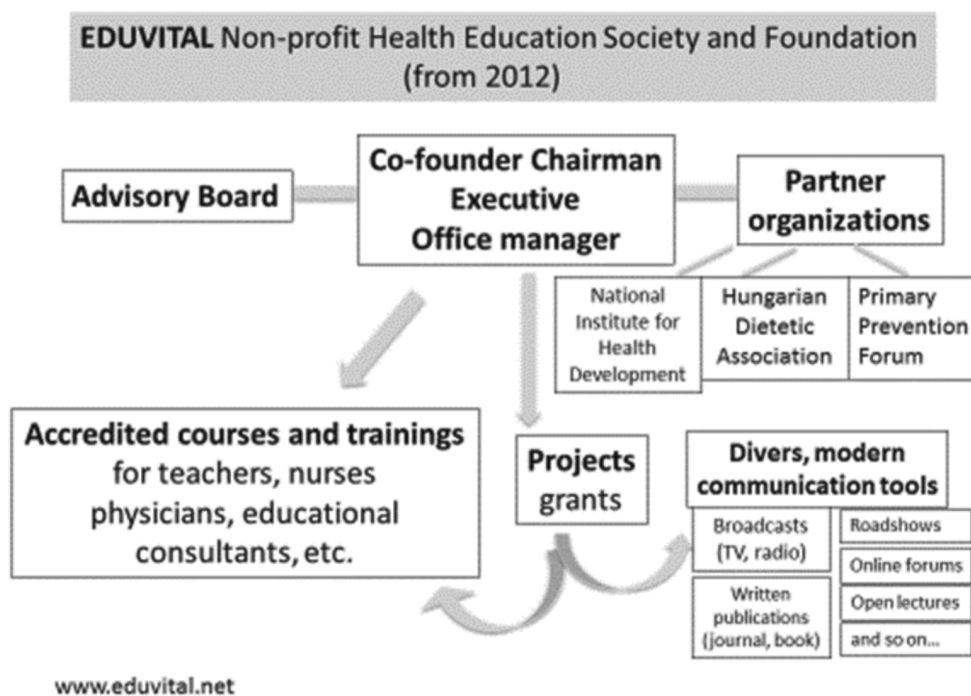 EDUVITAL Non-profit Health Education Society and Foundation
(from 2012)
Advisory Board
Co-founder Chairman
Executive
Office manager
Partner
organizations
National
Institute for
Health
Development
Hungarian
Dietetic
Association
Primary
Prevention
Forum
Accredited courses and trainings
for teachers, nurses
physicians, educational
consultants, etc.
Projects
grants
Divers, modern
communication tools
Broadcasts
(TV, radio)
Written
publications
(journal, book)
Roadshows
Online forums
Open lectures
and so on...
www.eduvital.net